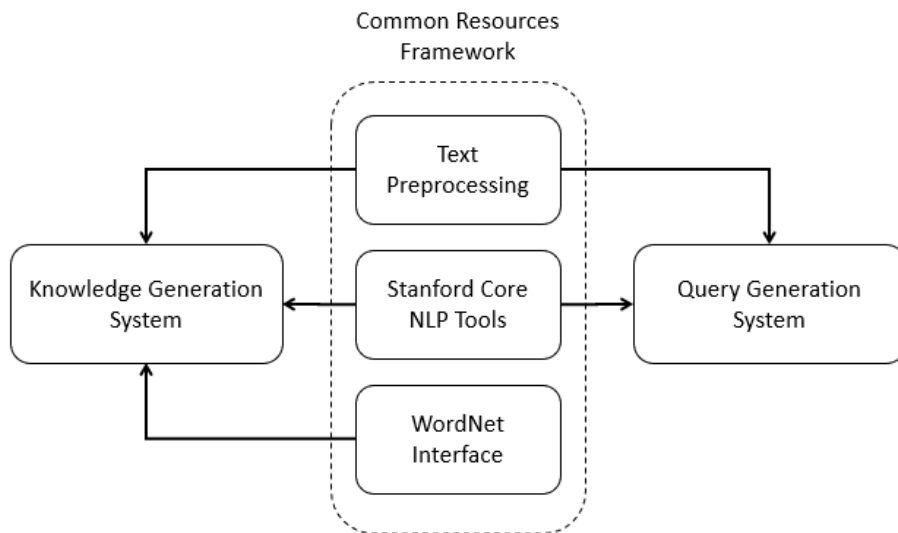 Common Resources
Framework
Text
Preprocessing
Knowledge Generation
System
Stanford Core
NLP Tools
Query Generation
System
WordNet
Interface